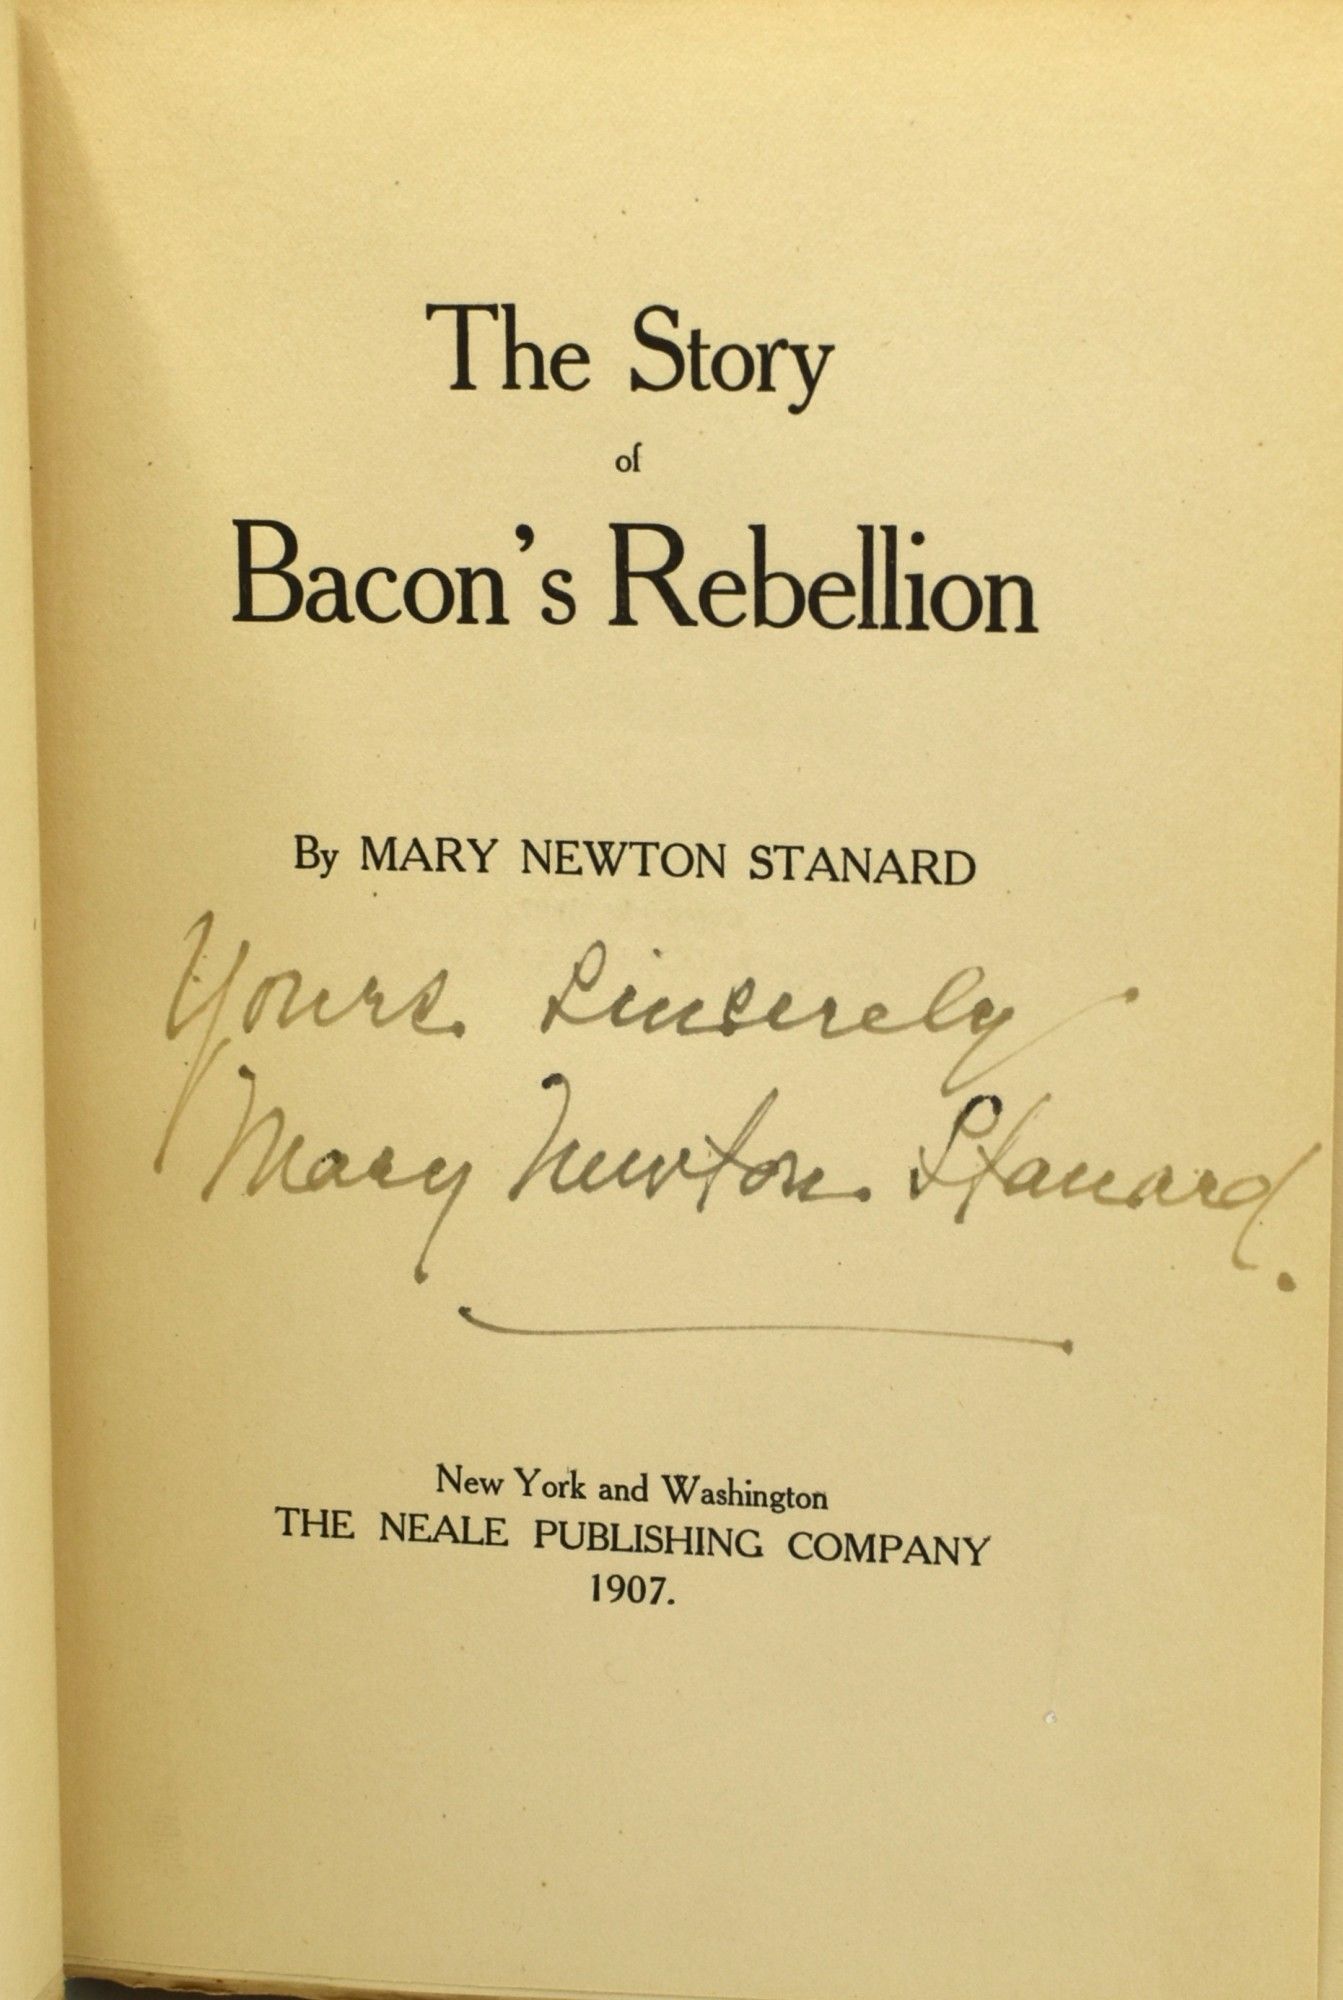 The Story
of
Bacon's Rebellion
By MARY NEWTON STANARD
Yours Sincerely
Mary Newton Stanard.
New York and Washington
THE NEALE PUBLISHING COMPANY
1907.